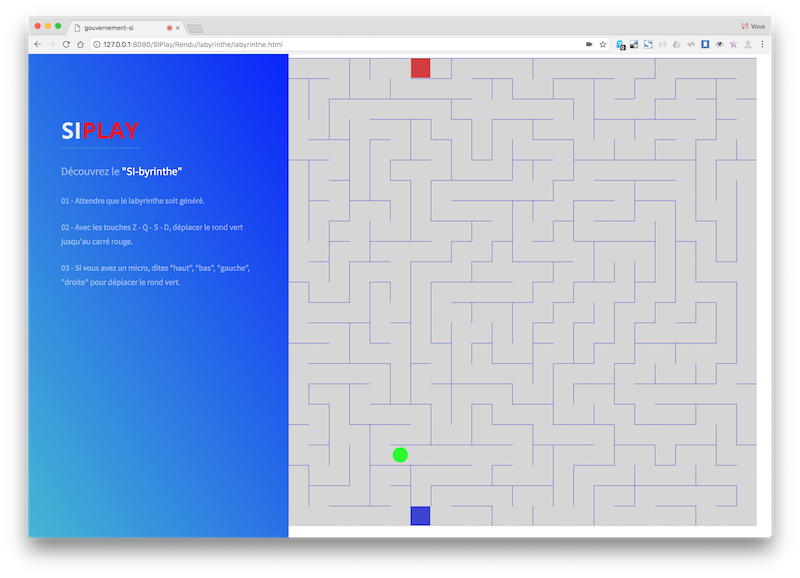 gouvernement-si
Vous
127.0.0.1:8080/SIPlay/Rendu/labyrinthe/labyrinthe.html
SIPLAY
Découvrez le "SI-byrinthe"
01 - Attendre que le labyrinthe soit généré.
02 - Avec les touches Z - Q - S - D, déplacer le rond vert
jusqu'au carré rouge.
03 - Si vous avez un micro, dites "haut", "bas", "gauche",
"droite" pour déplacer le rond vert.